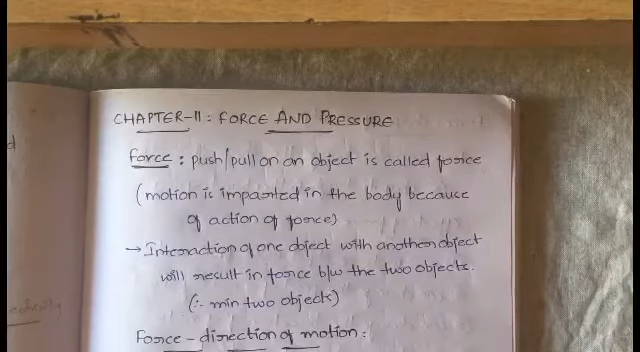 CHAPTER-11: FORCE AND PRESSURE
Force: push/pull on an object is called force
(motion is imparted in the body because
of action of force)
→ Interaction of one object with another object
will result in force b/w the two objects.
(∴ min two objects)
Force - direction of motion: